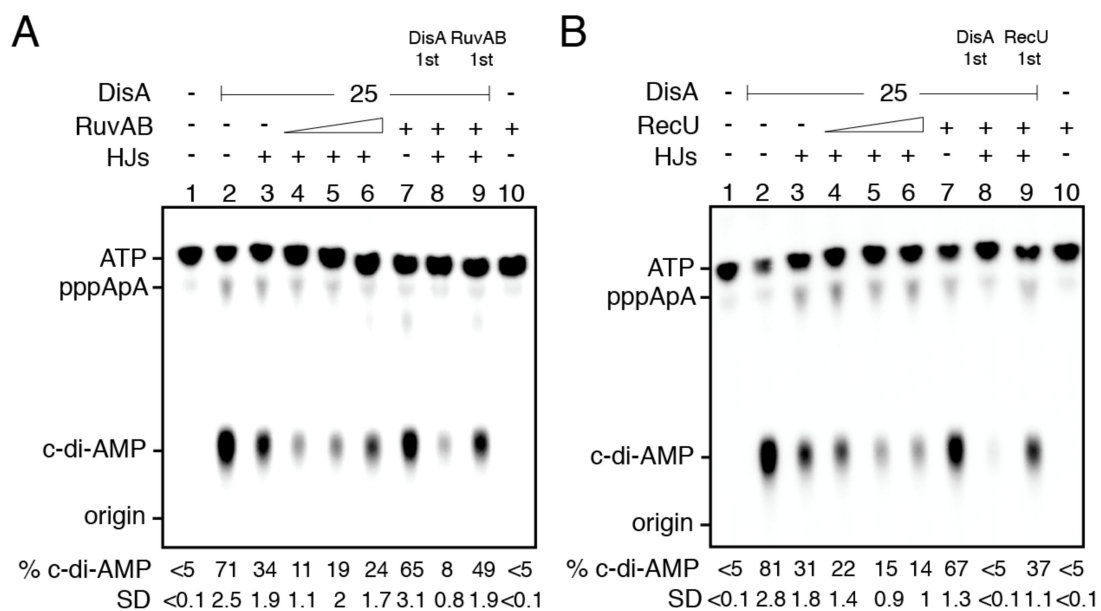 A
DisA RuvAB
1st 1st
DisA - 25 -
RuvAB - - - + + + +
HJs - - + + + + - + + -
1 2 3 4 5 6 7 8 9 10
ATP
pppApA
c-di-AMP
origin
% c-di-AMP <5 71 34 11 19 24 65 8 49 <5
SD <0.1 2.5 1.9 1.1 2 1.7 3.1 0.8 1.9 <0.1
B
DisA RecU
1st 1st
DisA - 25 -
RecU - - - + + + +
HJs - - + + + + - + + -
1 2 3 4 5 6 7 8 9 10
ATP
pppApA
c-di-AMP
origin
% c-di-AMP <5 81 31 22 15 14 67 <5 37 <5
SD <0.1 2.8 1.8 1.4 0.9 1 1.3 <0.1 1.1 <0.1